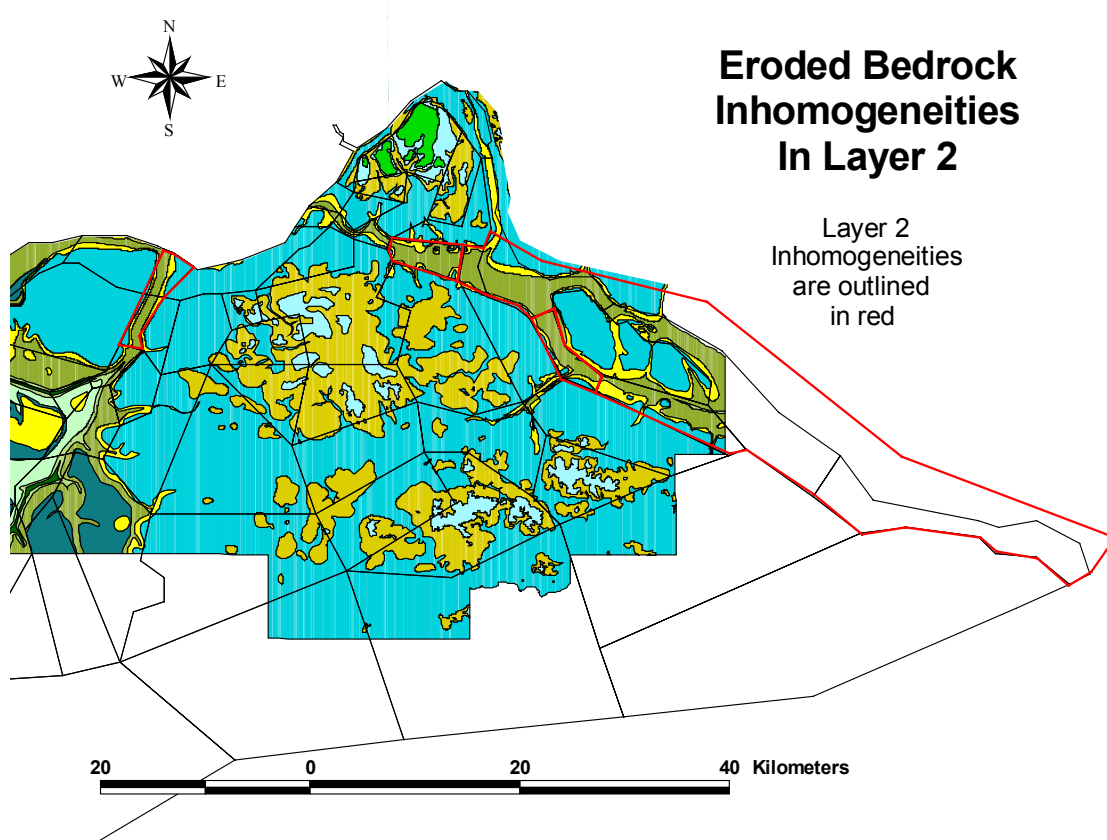 N
W E
S
Eroded Bedrock
Inhomogeneities
In Layer 2
Layer 2
Inhomogeneities
are outlined
in red
20 0 20 40 Kilometers